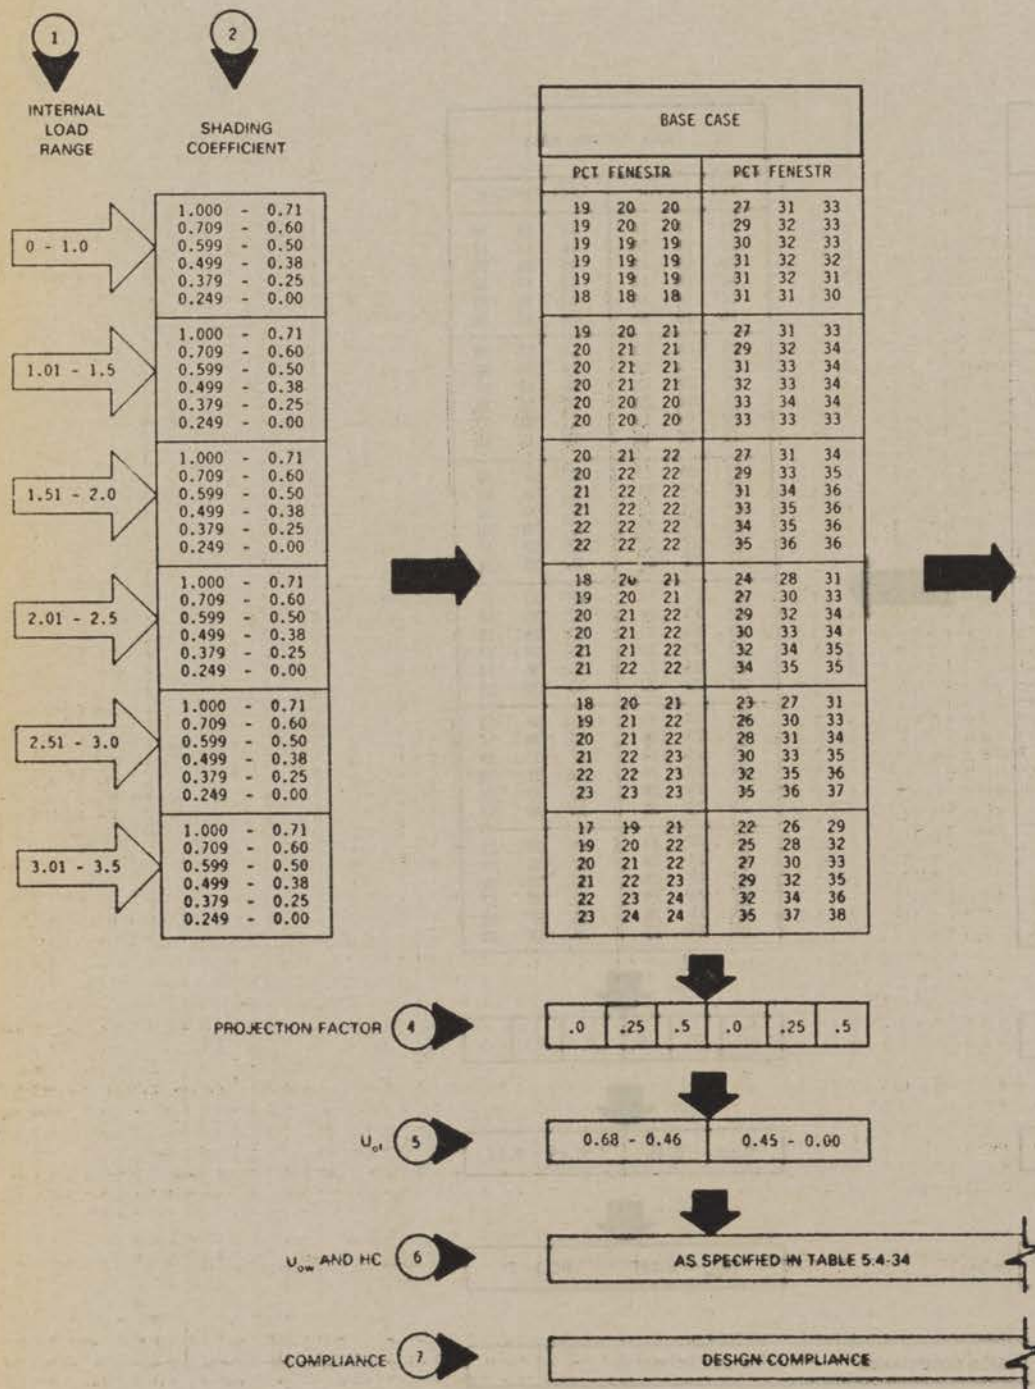 1
2
INTERNAL
LOAD
RANGE
SHADING
COEFFICIENT
BASE CASE
PCT FENESTR PCT FENESTR
0 - 1.0
1.000 - 0.71 19 20 20 27 31 33
0.709 - 0.60 19 20 20 29 32 33
0.599 - 0.50 19 19 19 30 32 33
0.499 - 0.38 19 19 19 31 32 32
0.379 - 0.25 19 19 19 31 32 31
0.249 - 0.00 18 18 18 31 31 30
1.01 - 1.5
1.000 - 0.71 19 20 21 27 31 33
0.709 - 0.60 20 21 21 29 32 34
0.599 - 0.50 20 21 21 31 33 34
0.499 - 0.38 20 21 21 32 33 34
0.379 - 0.25 20 20 20 33 34 34
0.249 - 0.00 20 20 20 33 33 33
1.51 - 2.0
1.000 - 0.71 20 21 22 27 31 34
0.709 - 0.60 20 22 22 29 33 35
0.599 - 0.50 21 22 22 31 34 36
0.499 - 0.38 21 22 22 33 35 36
0.379 - 0.25 22 22 22 34 35 36
0.249 - 0.00 22 22 22 35 36 36
2.01 - 2.5
1.000 - 0.71 18 20 21 24 28 31
0.709 - 0.60 19 20 21 27 30 33
0.599 - 0.50 20 21 22 29 32 34
0.499 - 0.38 20 21 22 30 33 34
0.379 - 0.25 21 21 22 32 34 35
0.249 - 0.00 21 22 22 34 35 35
2.51 - 3.0
1.000 - 0.71 18 20 21 23 27 31
0.709 - 0.60 19 21 22 26 30 33
0.599 - 0.50 20 21 22 28 31 34
0.499 - 0.38 21 22 23 30 33 35
0.379 - 0.25 22 22 23 32 35 36
0.249 - 0.00 23 23 23 35 36 37
3.01 - 3.5
1.000 - 0.71 17 19 21 22 26 29
0.709 - 0.60 19 20 22 25 28 32
0.599 - 0.50 20 21 22 27 30 33
0.499 - 0.38 21 22 23 29 32 35
0.379 - 0.25 22 23 24 32 34 36
0.249 - 0.00 23 24 24 35 37 38
PROJECTION FACTOR 4 .0 .25 .5 .0 .25 .5
Uof 5 0.68 - 0.46 0.45 - 0.00
Uow AND HC 6 AS SPECIFIED IN TABLE 5.4-34
COMPLIANCE 7 DESIGN COMPLIANCE